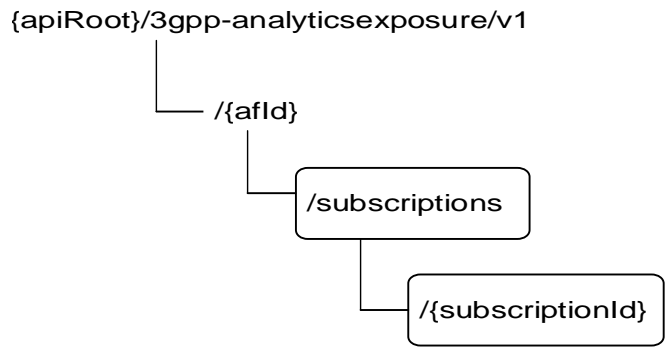 {apiRoot}/3gpp-analyticsexposure/v1
/{afId}
/subscriptions
/{subscriptionId}